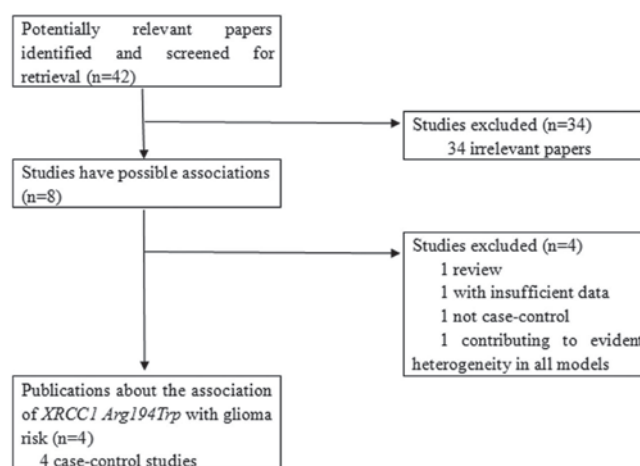 Potentially relevant papers
identified and screened for
retrieval (n=42)
Studies excluded (n=34)
34 irrelevant papers
Studies have possible associations
(n=8)
Studies excluded (n=4)
1 review
1 with insufficient data
1 not case-control
1 contributing to evident
heterogeneity in all models
Publications about the association
of XRCC1 Arg194Trp with glioma
risk (n=4)
4 case-control studies